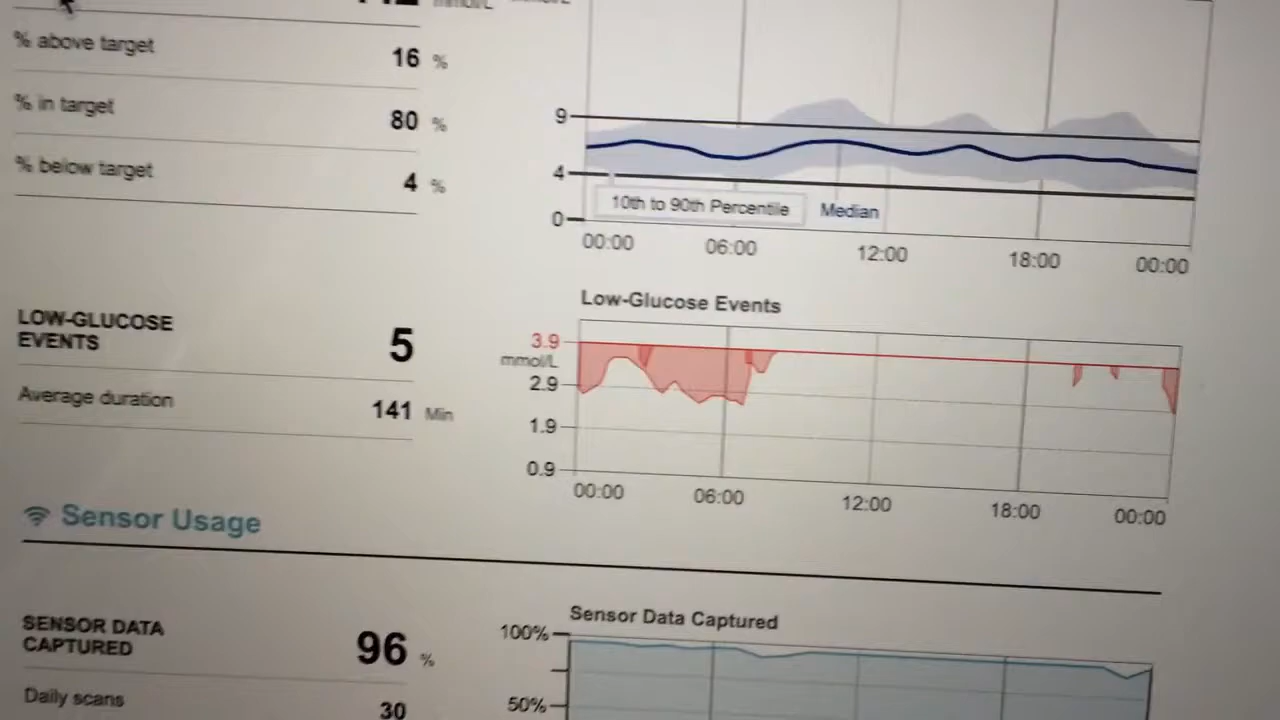 mmol/L
% above target 16 %
% in target 80 %
% below target 4 %
9
4
0
10th to 90th Percentile Median
00:00 06:00 12:00 18:00 00:00
LOW-GLUCOSE
EVENTS 5
Average duration 141 Min
Low-Glucose Events
3.9
mmol/L
2.9
1.9
0.9
00:00 06:00 12:00 18:00 00:00
Sensor Usage
SENSOR DATA
CAPTURED 96 %
Daily scans 30
Sensor Data Captured
100%
50%